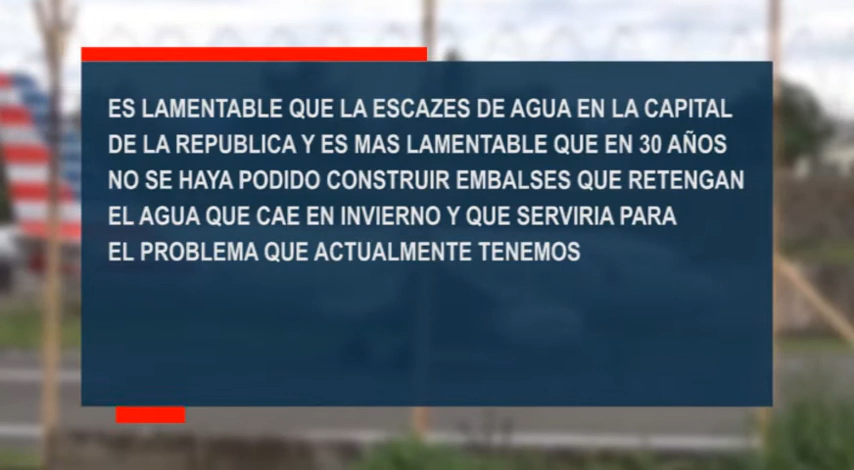 ES LAMENTABLE QUE LA ESCAZES DE AGUA EN LA CAPITAL
DE LA REPUBLICA Y ES MAS LAMENTABLE QUE EN 30 AÑOS
NO SE HAYA PODIDO CONSTRUIR EMBALSES QUE RETENGAN
EL AGUA QUE CAE EN INVIERNO Y QUE SERVIRIA PARA
EL PROBLEMA QUE ACTUALMENTE TENEMOS